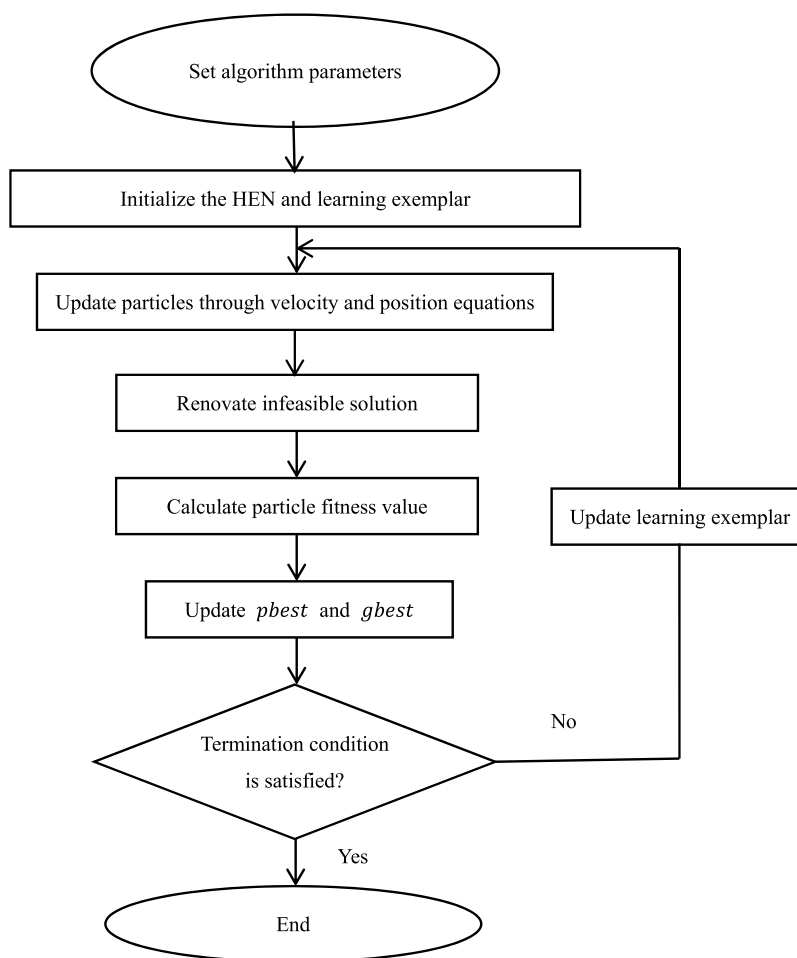 Set algorithm parameters
Initialize the HEN and learning exemplar
Update particles through velocity and position equations
Renovate infeasible solution
Calculate particle fitness value
Update learning exemplar
Update pbest and gbest
Termination condition
is satisfied?
No
Yes
End